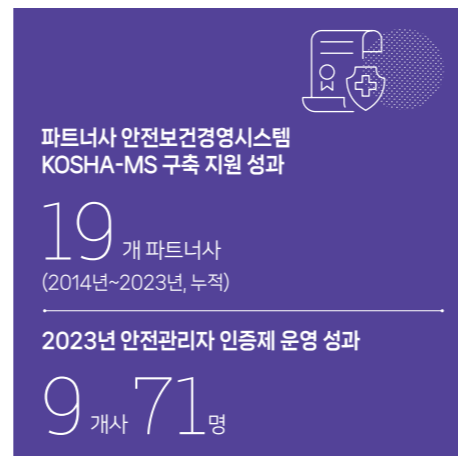 파트너사 안전보건경영시스템
KOSHA-MS 구축 지원 성과
19 개 파트너사
(2014년~2023년, 누적)
2023년 안전관리자 인증제 운영 성과
9 개사 71 명